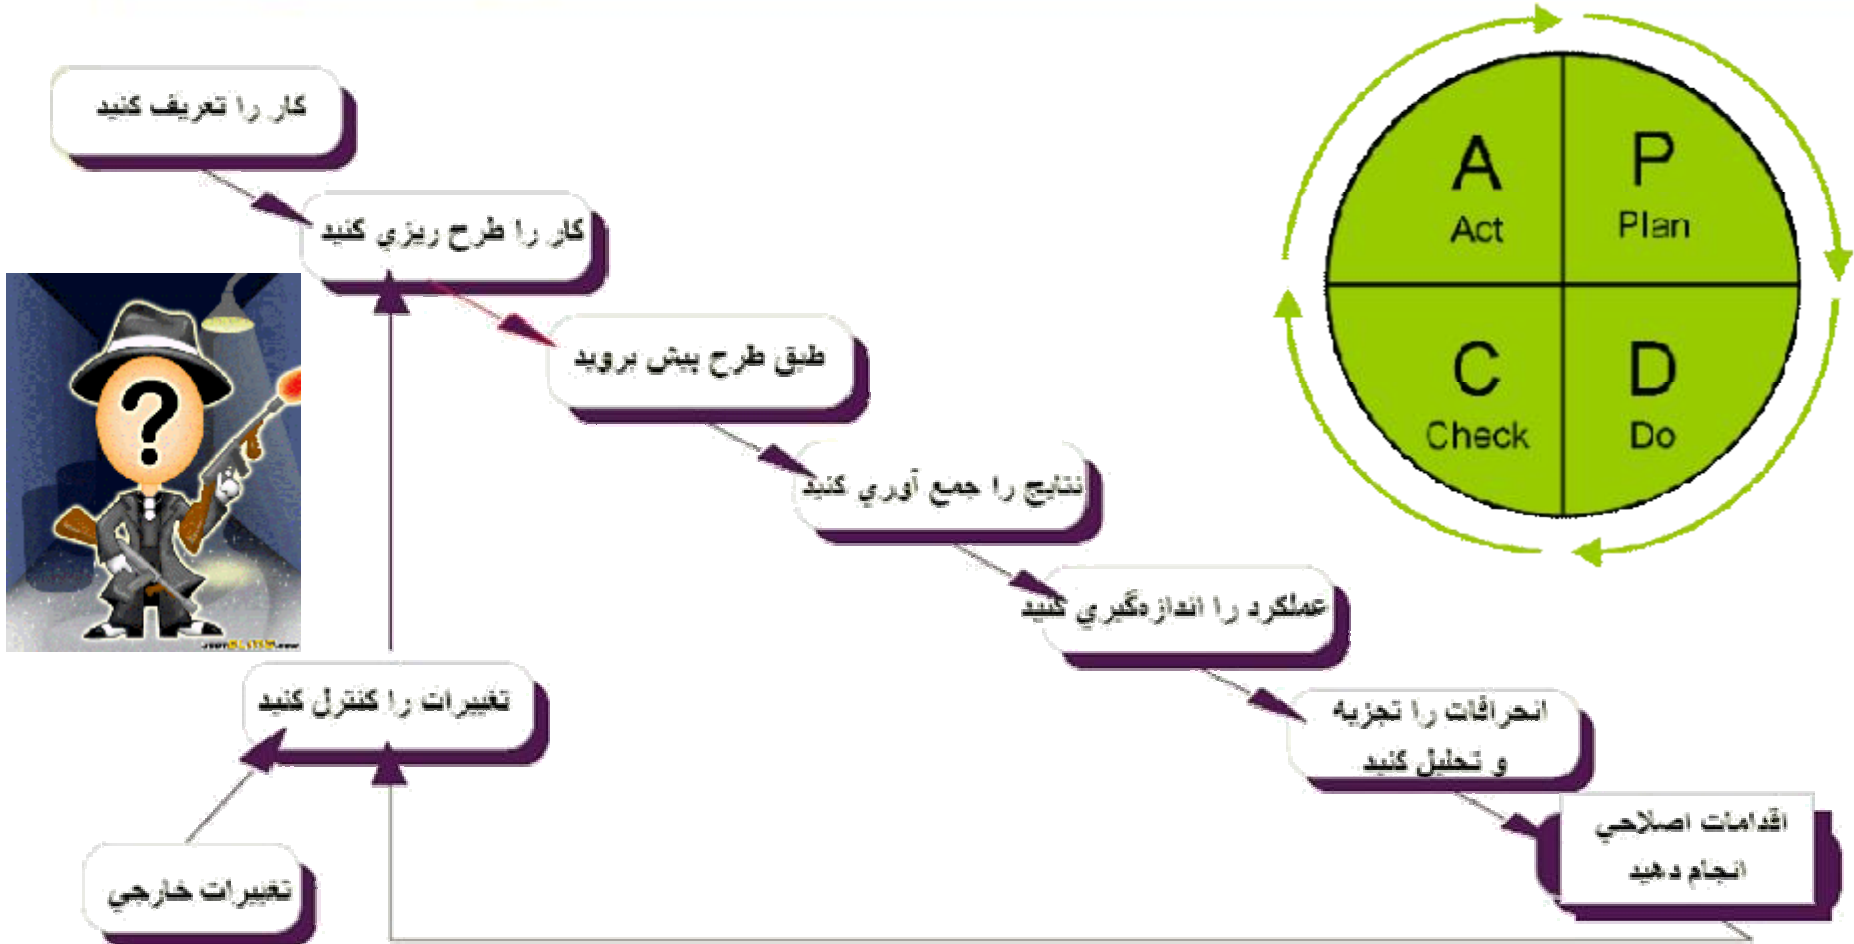 کار را تعریف کنید
کار را طرح ریزي کنید
طبق طرح پیش بروید
نتایج را جمع آوري کنید
عملکرد را اندازه‌گیري کنید
انحرافات را تجزیه
و تحلیل کنید
اقدامات اصلاحي
انجام دهید
تغییرات را کنترل کنید
تغییرات خارجي
A
Act
P
Plan
C
Check
D
Do
?